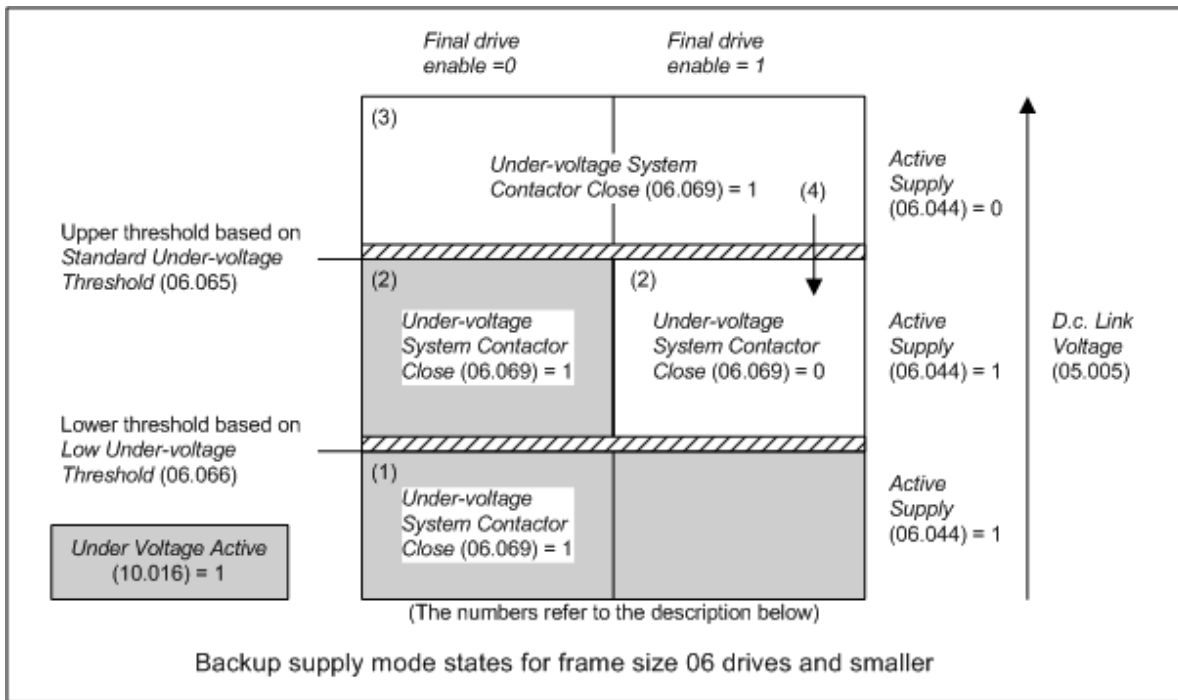 Final drive
enable =0
Final drive
enable = 1
(3)
Under-voltage System
Contactor Close (06.069) = 1
(4)
Active
Supply
(06.044) = 0
Upper threshold based on
Standard Under-voltage
Threshold (06.065)
(2)
Under-voltage
System Contactor
Close (06.069) = 1
(2)
Under-voltage
System Contactor
Close (06.069) = 0
Active
Supply
(06.044) = 1
D.c. Link
Voltage
(05.005)
Lower threshold based on
Low Under-voltage
Threshold (06.066)
(1)
Under-voltage
System Contactor
Close (06.069) = 1
Active
Supply
(06.044) = 1
Under Voltage Active
(10.016) = 1
(The numbers refer to the description below)
Backup supply mode states for frame size 06 drives and smaller